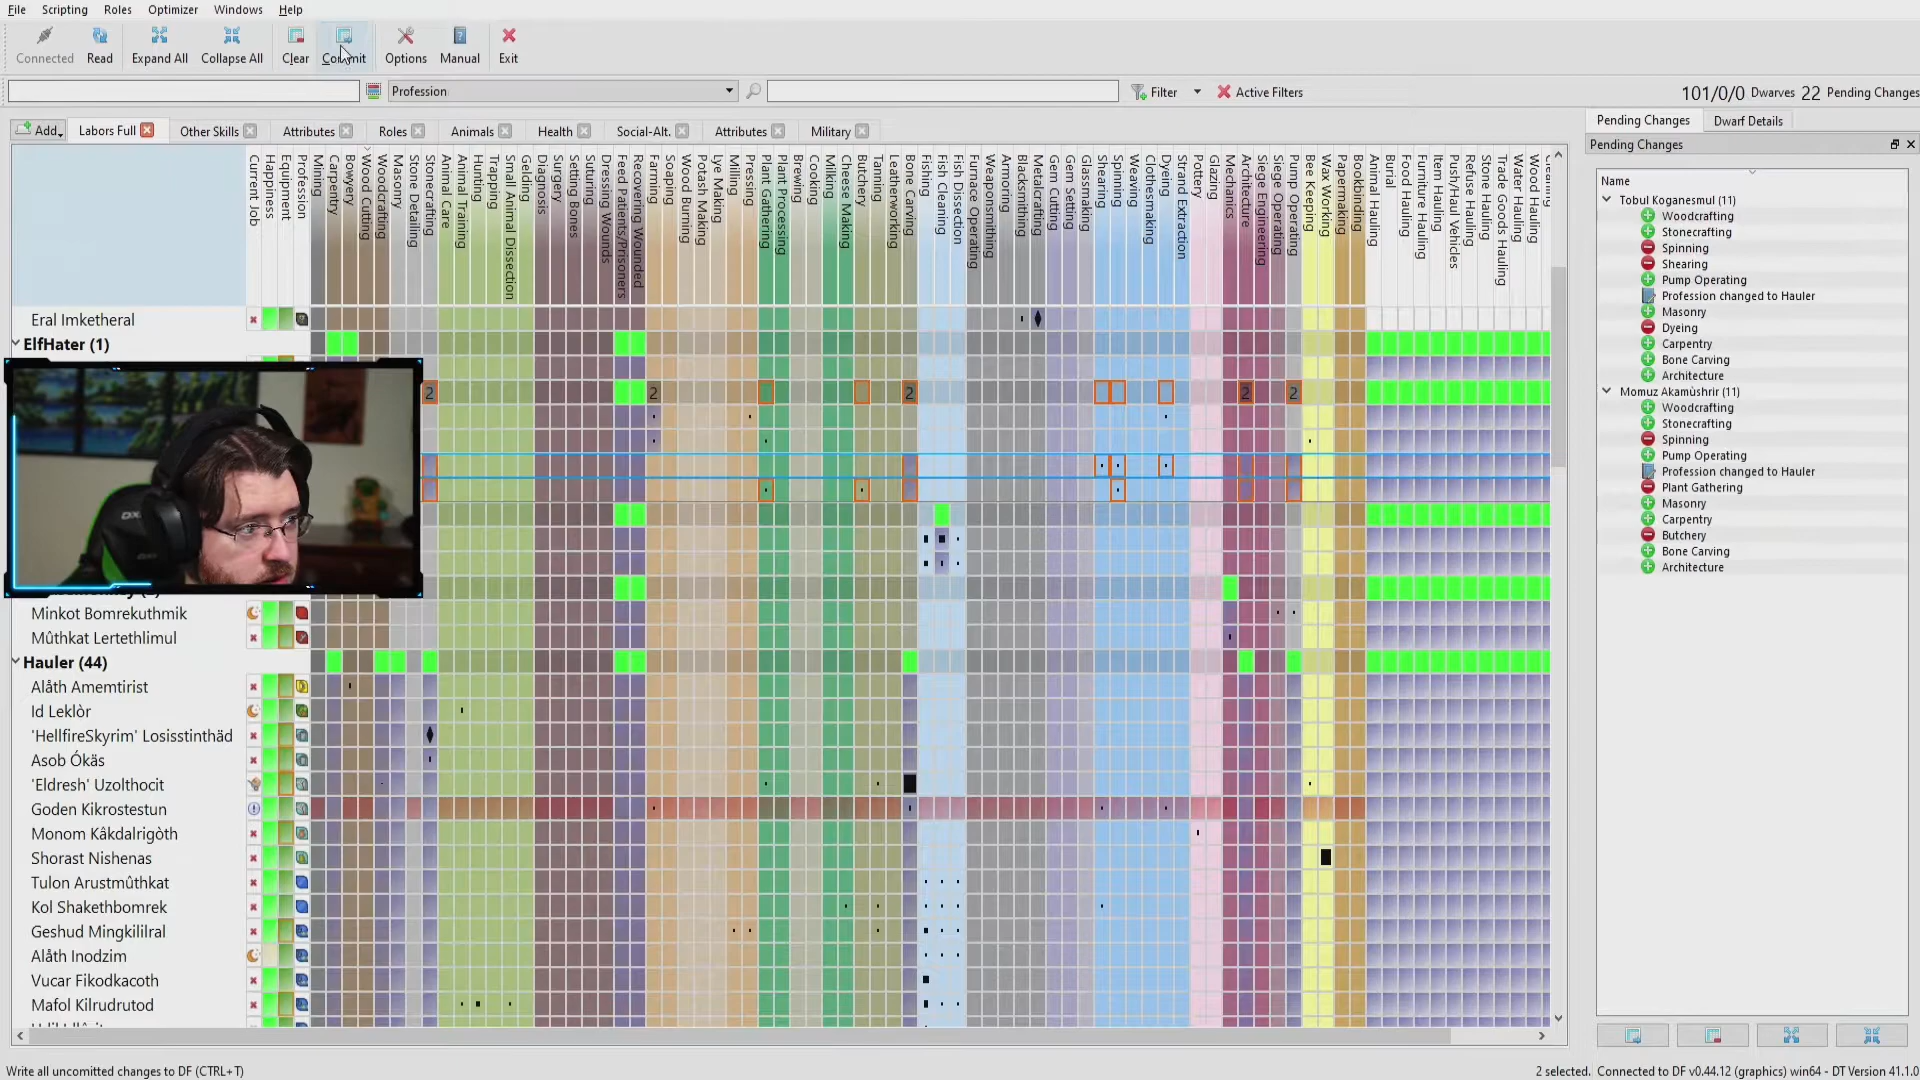 File Scripting Roles Optimizer Windows Help
Connected Read Expand All Collapse All Clear Commit Options Manual Exit
Profession Filter Active Filters 101/0/0 Dwarves 22 Pending Changes
Add Labors Full Other Skills Attributes Roles Animals Health Social-Alt. Attributes Military
Current Job
Happiness
Equipment
Profession
Mining
Carpentry
Bowyery
Wood Cutting
Woodcrafting
Masonry
Stone Detailing
Stonecrafting
Animal Care
Animal Training
Hunting
Trapping
Small Animal Dissection
Gelding
Diagnosis
Surgery
Setting Bones
Suturing
Dressing Wounds
Feed Patients/Prisoners
Recovering Wounded
Farming
Soaping
Wood Burning
Potash Making
Lye Making
Milling
Pressing
Plant Gathering
Plant Processing
Brewing
Cooking
Milking
Cheese Making
Butchery
Tanning
Leatherworking
Bone Carving
Fishing
Fish Cleaning
Fish Dissection
Furnace Operating
Weaponsmithing
Armoring
Blacksmithing
Metalcrafting
Gem Cutting
Gem Setting
Glassmaking
Shearing
Spinning
Weaving
Clothesmaking
Dyeing
Strand Extraction
Pottery
Glazing
Mechanics
Architecture
Siege Engineering
Siege Operating
Pump Operating
Bee Keeping
Wax Working
Papermaking
Bookbinding
Animal Hauling
Burial
Food Hauling
Furniture Hauling
Item Hauling
Push/Haul Vehicles
Refuse Hauling
Stone Hauling
Trade Goods Hauling
Water Hauling
Wood Hauling
Eral Imketheral
ElfHater (1)
2 2 2 2 2
Minkot Bomrekuthmik
Mûthkat Lertethlimul
Hauler (44)
Alåth Amemtirist
Id Leklòr
'HellfireSkyrim' Losisstinthäd
Asob Ókäs
'Eldresh' Uzolthocit
Goden Kikrostestun
Monom Kâkdalrigòth
Shorast Nishenas
Tulon Arustmûthkat
Kol Shakethbomrek
Geshud Mingkililral
Alåth Inodzim
Vucar Fikodkacoth
Mafol Kilrudrutod
Pending Changes Dwarf Details
Pending Changes
Name
Tobul Koganesmul (11)
Woodcrafting
Stonecrafting
Spinning
Shearing
Pump Operating
Profession changed to Hauler
Masonry
Dyeing
Carpentry
Bone Carving
Architecture
Momuz Akamùshrir (11)
Woodcrafting
Stonecrafting
Spinning
Pump Operating
Profession changed to Hauler
Plant Gathering
Masonry
Carpentry
Butchery
Bone Carving
Architecture
Write all uncomitted changes to DF (CTRL+T) 2 selected. Connected to DF v0.44.12 (graphics) win64 - DT Version 41.1.0